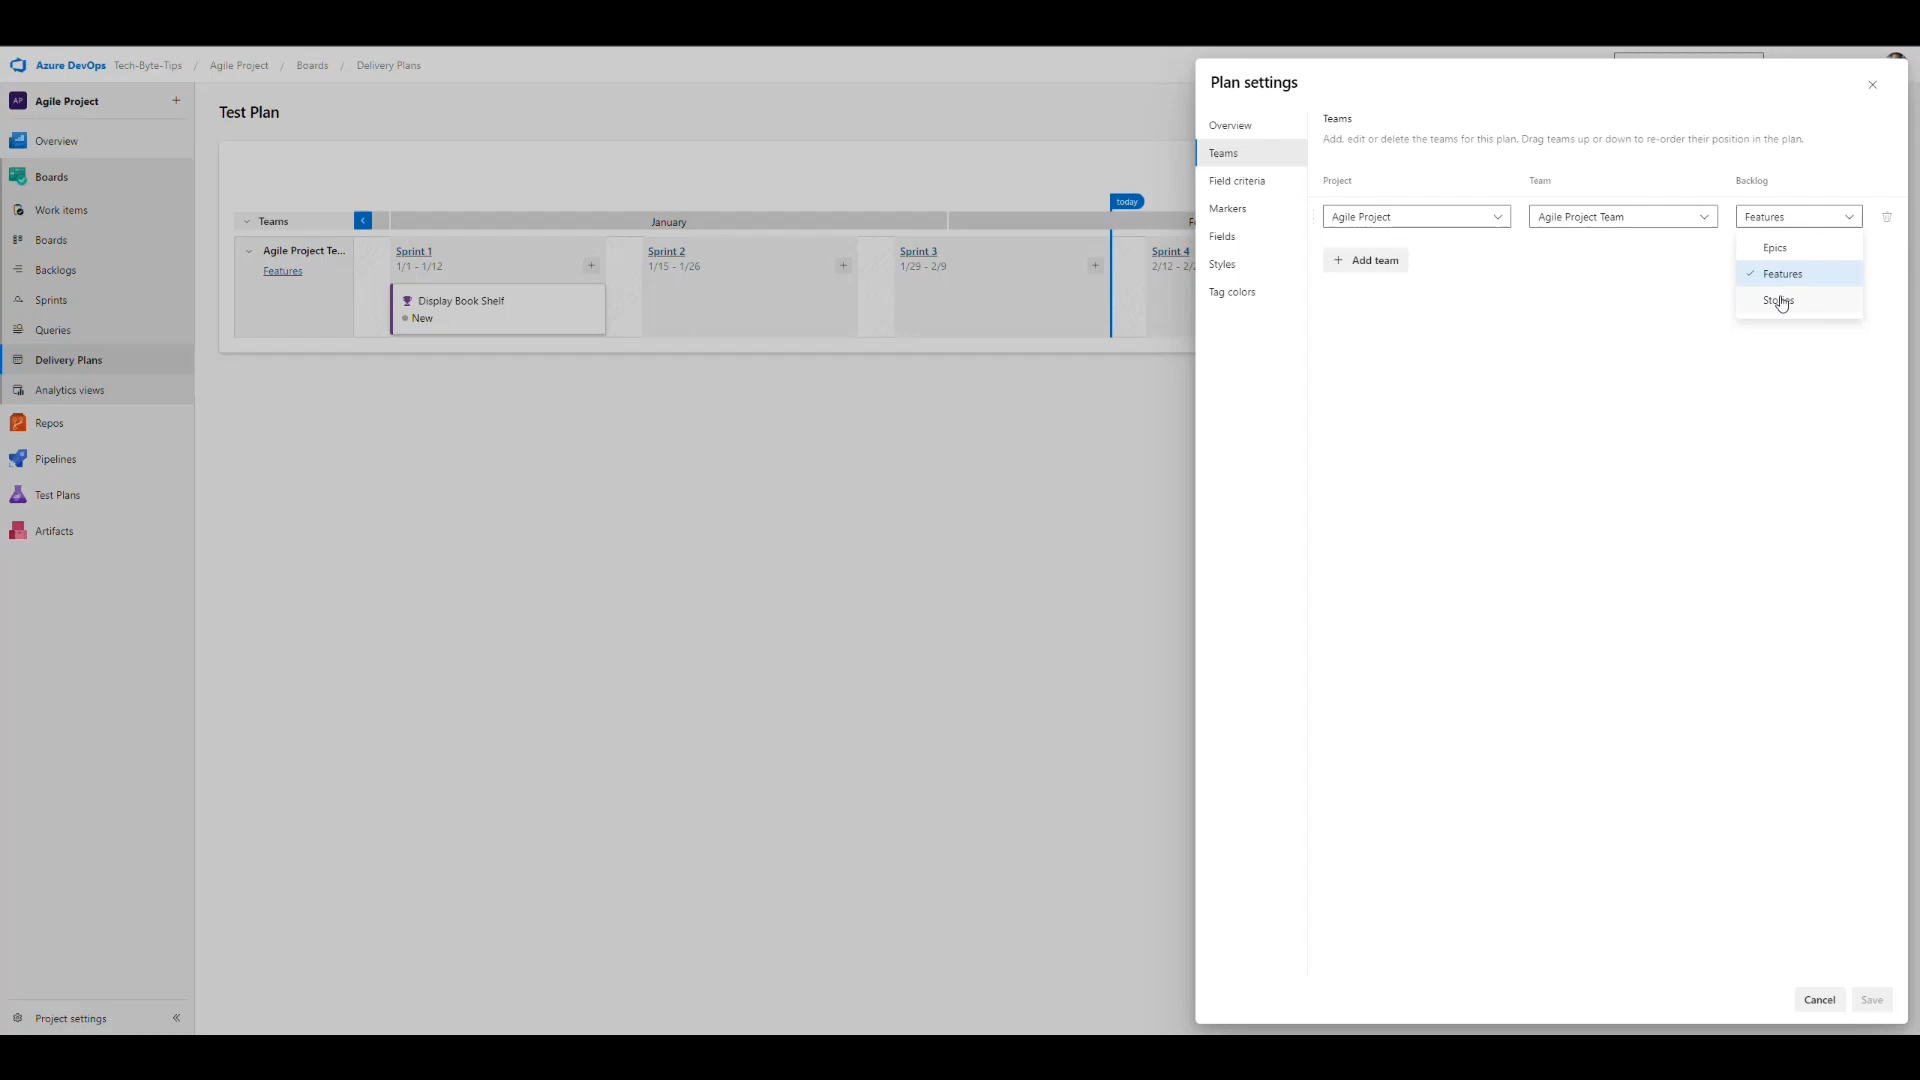 Azure DevOps Tech-Byte-Tips / Agile Project / Boards / Delivery Plans
AP Agile Project +
Overview
Boards
Work items
Boards
Backlogs
Sprints
Queries
Delivery Plans
Analytics views
Repos
Pipelines
Test Plans
Artifacts
Project settings
Test Plan
today
Teams
January
Agile Project Te...
Features
Sprint 1
1/1 - 1/12
Display Book Shelf
New
Sprint 2
1/15 - 1/26
Sprint 3
1/29 - 2/9
Sprint 4
Plan settings
Overview
Teams
Field criteria
Markers
Fields
Styles
Tag colors
Teams
Add, edit or delete the teams for this plan. Drag teams up or down to re-order their position in the plan.
Project Team Backlog
Agile Project Agile Project Team Features
+ Add team
Epics
Features
Stories
Cancel Save